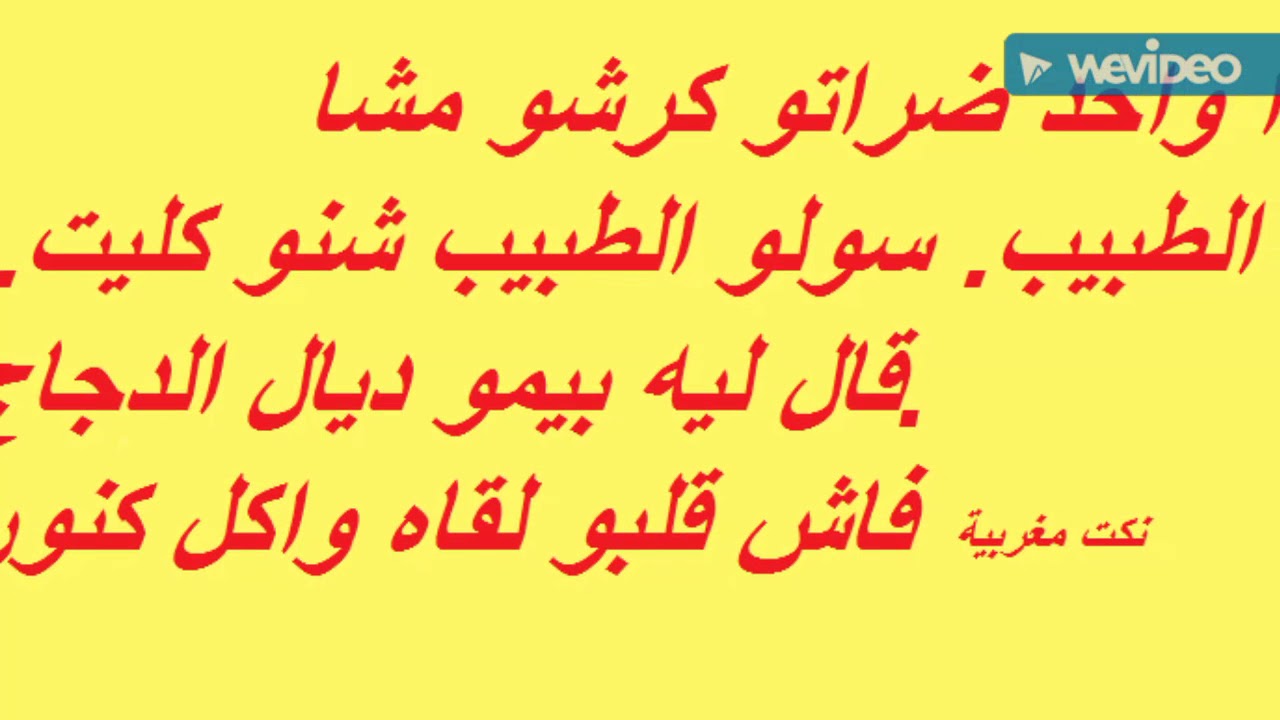 WEVIDEO
ا واحد ضراتو كرشو مشا
الطبيب. سولو الطبيب شنو كليت.
قال ليه بيمو ديال الدجاج.
فاش قلبو لقاه واكل كنور
نكت مغربية